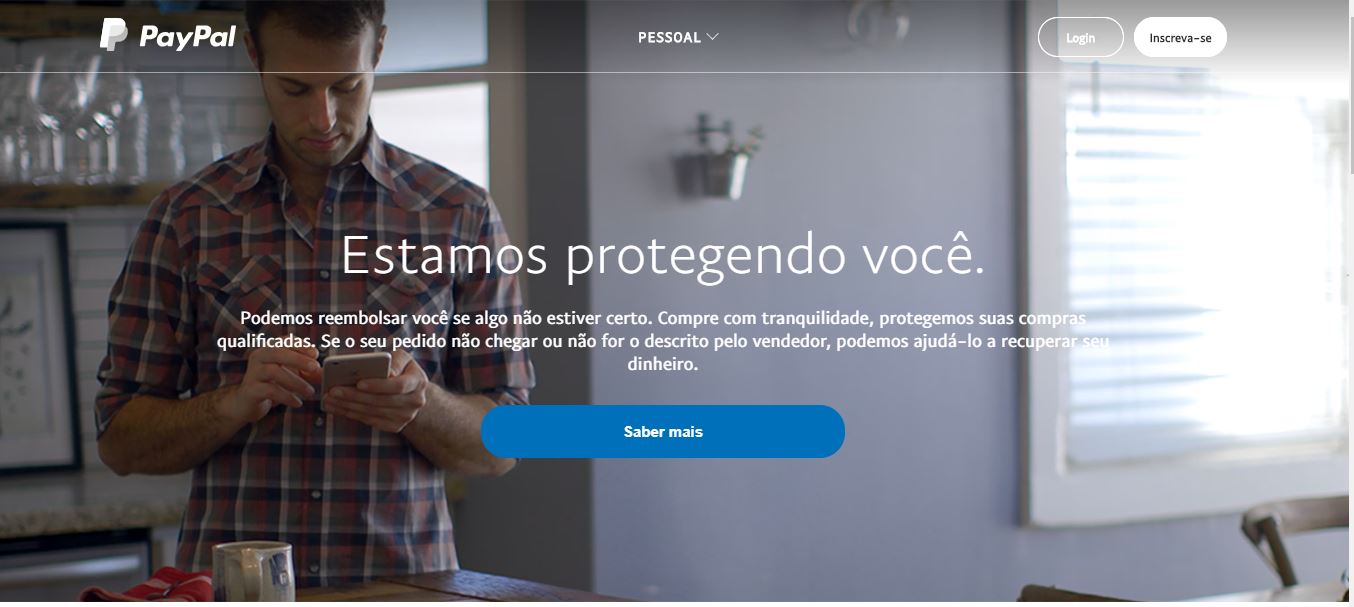 PayPal
PESSOAL
Login
Inscreva-se
Estamos protegendo você.
Podemos reembolsar você se algo não estiver certo. Compre com tranquilidade, protegemos suas compras
qualificadas. Se o seu pedido não chegar ou não for o descrito pelo vendedor, podemos ajudá-lo a recuperar seu
dinheiro.
Saber mais